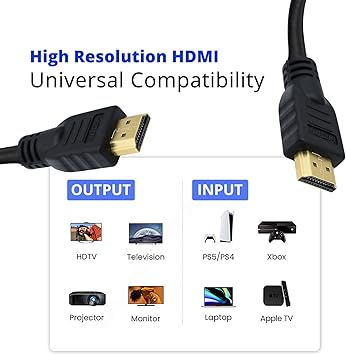 High Resolution HDMI
Universal Compatibility
OUTPUT
INPUT
HDTV
Television
PS5/PS4
Xbox
Projector
Monitor
Laptop
Apple TV